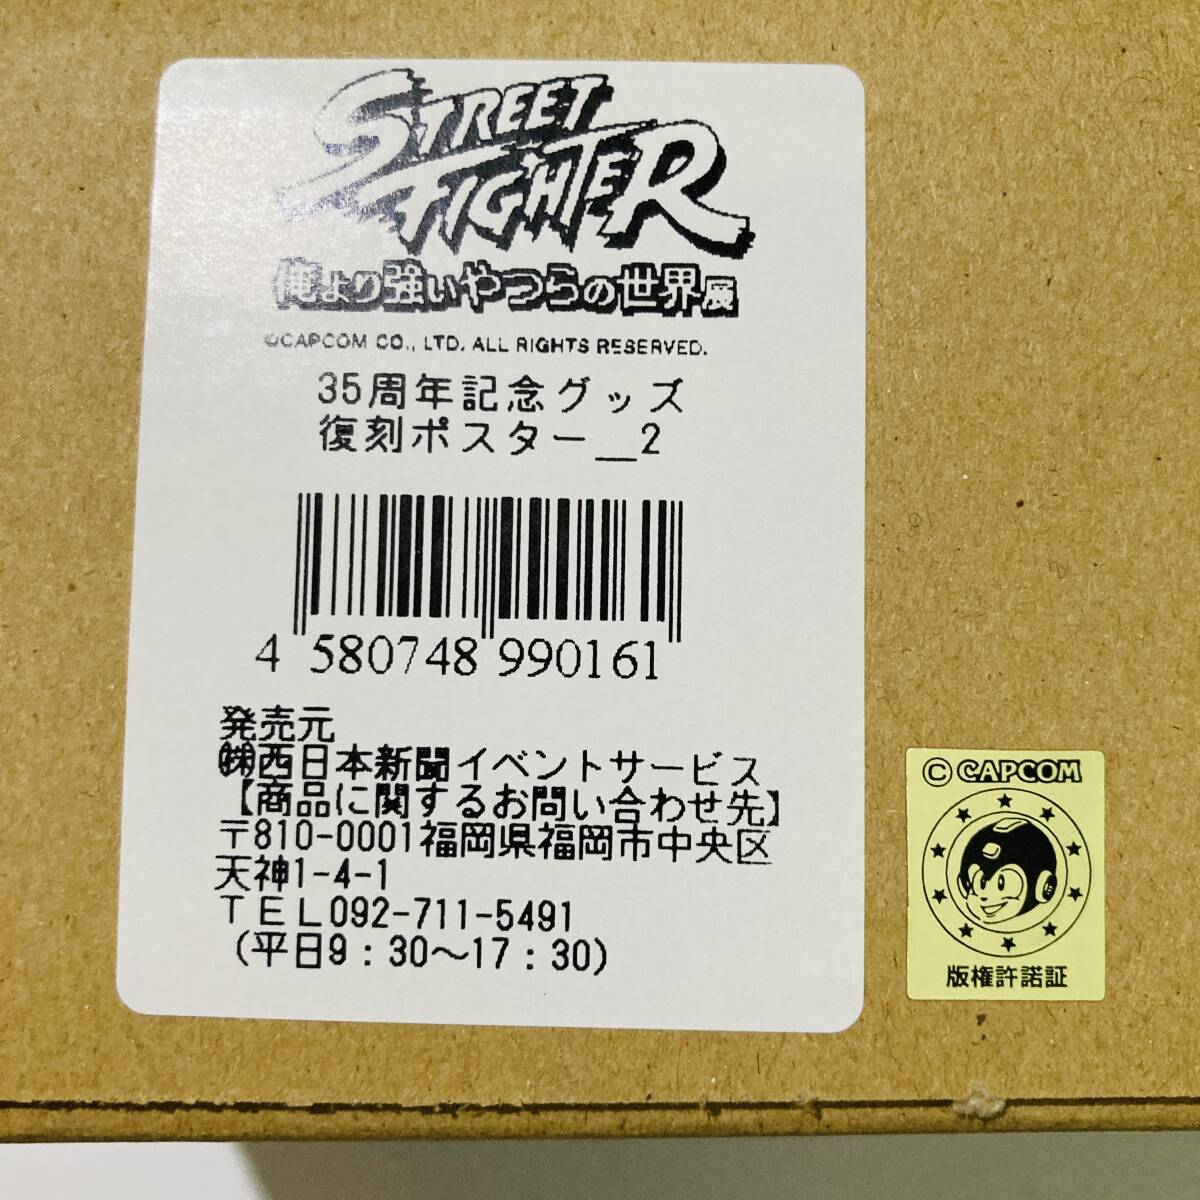 STREET
FIGHTER
俺より強いやつらの世界展
©CAPCOM CO., LTD. ALL RIGHTS RESERVED.
35周年記念グッズ
復刻ポスター＿2
4 580748 990161
発売元
㈱西日本新聞イベントサービス
【商品に関するお問い合わせ先】
〒810-0001福岡県福岡市中央区
天神1-4-1
ＴＥＬ092-711-5491
(平日9：30〜17：30)
©CAPCOM
版権許諾証